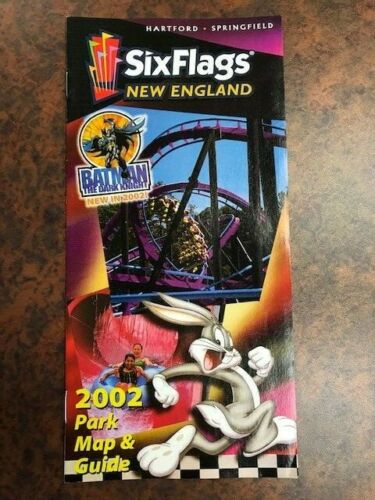 HARTFORD • SPRINGFIELD
SixFlags®
NEW ENGLAND
BATMAN
THE DARK KNIGHT
NEW IN 2002!
2002
Park
Map &
Guide